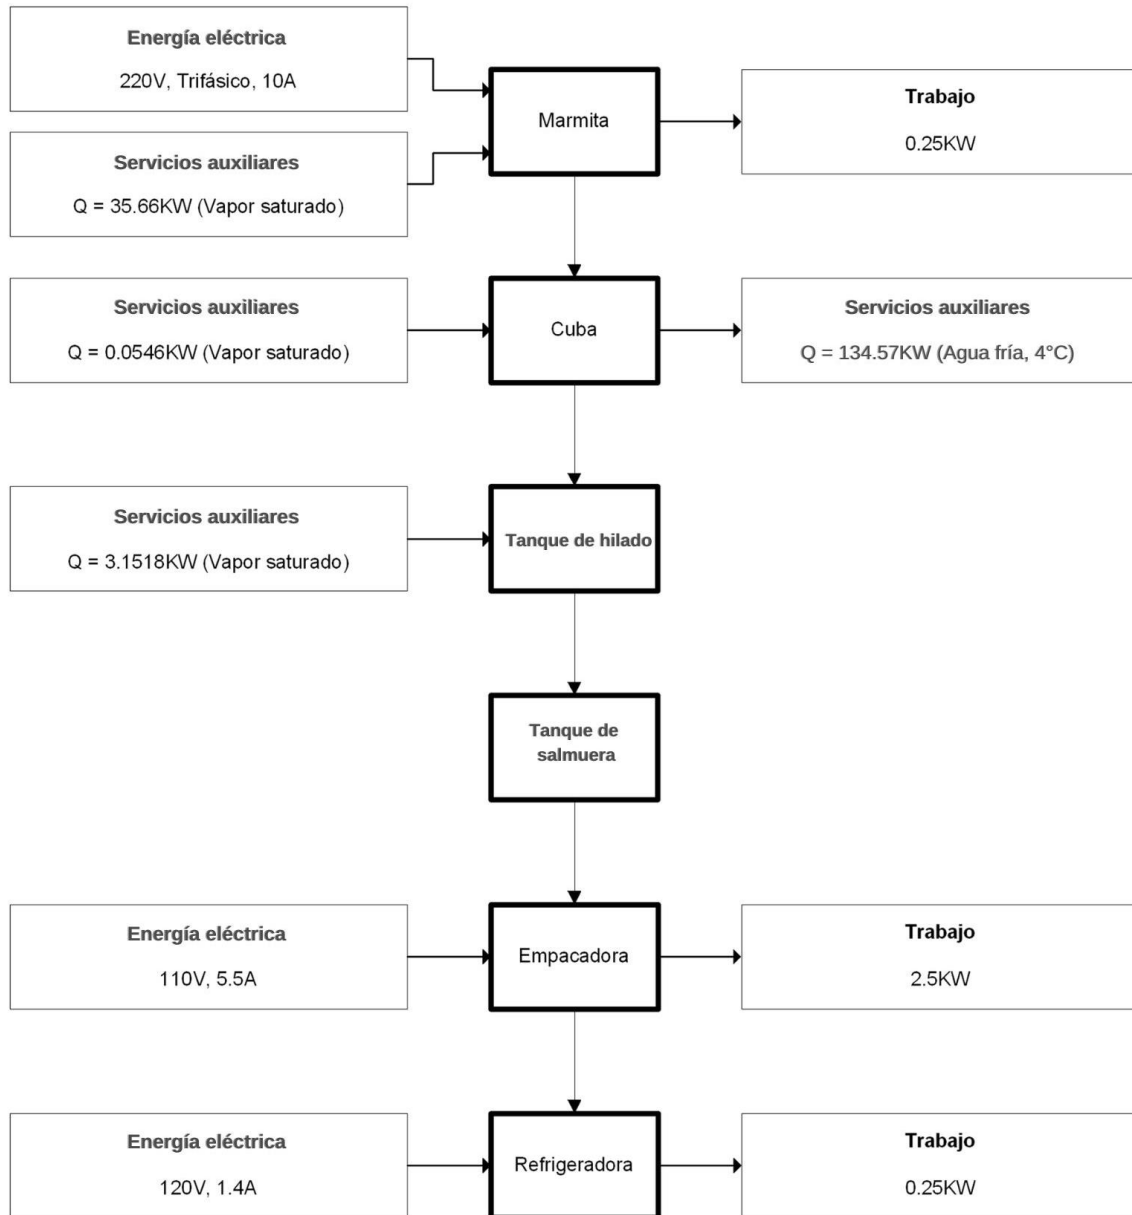 Energía eléctrica
220V, Trifásico, 10A
Servicios auxiliares
Q = 35.66KW (Vapor saturado)
Marmita
Trabajo
0.25KW
Servicios auxiliares
Q = 0.0546KW (Vapor saturado)
Cuba
Servicios auxiliares
Q = 134.57KW (Agua fría, 4°C)
Servicios auxiliares
Q = 3.1518KW (Vapor saturado)
Tanque de hilado
Tanque de
salmuera
Energía eléctrica
110V, 5.5A
Empacadora
Trabajo
2.5KW
Energía eléctrica
120V, 1.4A
Refrigeradora
Trabajo
0.25KW